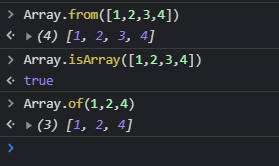 > Array.from([1,2,3,4])
<· ▸ (4) [1, 2, 3, 4]
> Array.isArray([1,2,3,4])
<· true
> Array.of(1,2,4)
<· ▸ (3) [1, 2, 4]
>